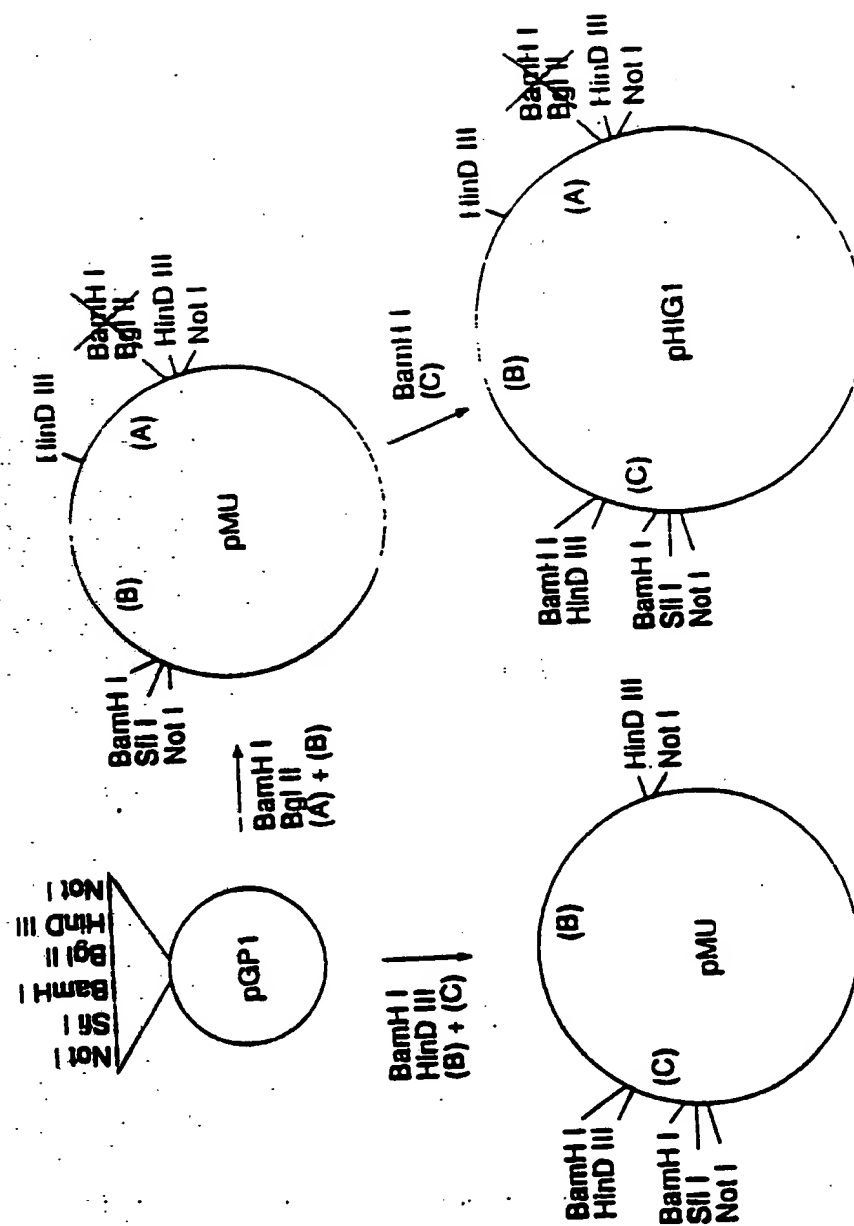 Not I
Sfi I
BamH I
Bgl II
HinD III
Not I
pGP1
BamH I
Bgl II
(A) + (B)
BamH I
Sfi I
Not I
(B)
HinD III
(A)
BamH I
Bgl II
HinD III
Not I
pMU
BamH I
HinD III
(B) + (C)
BamH I
(C)
BamH I
HinD III
(C)
BamH I
Sfi I
Not I
(B)
HinD III
Not I
pMU
BamH I
HinD III
(C)
BamH I
Sfi I
Not I
(B)
HinD III
(A)
BamH I
Bgl II
HinD III
Not I
pHIG1